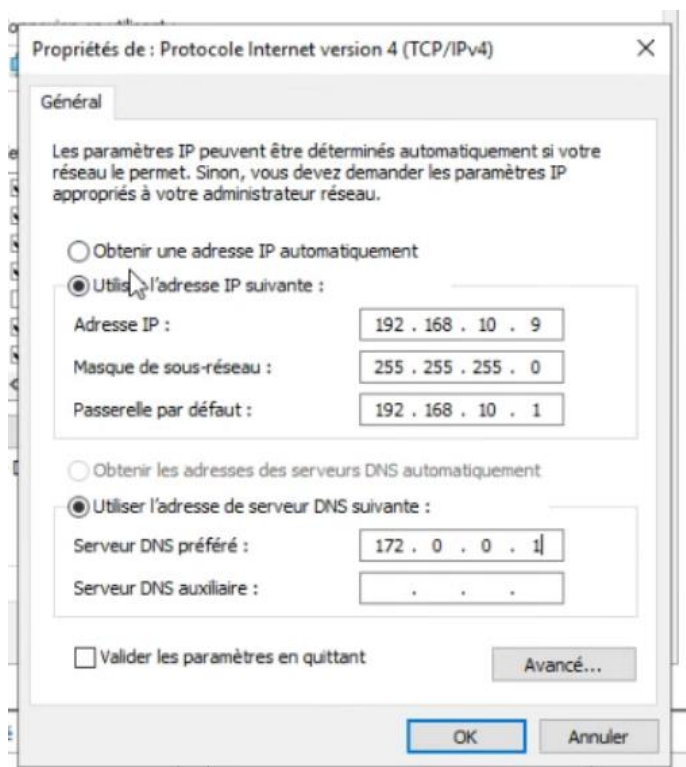 Propriétés de : Protocole Internet version 4 (TCP/IPv4)
Général
Les paramètres IP peuvent être déterminés automatiquement si votre
réseau le permet. Sinon, vous devez demander les paramètres IP
appropriés à votre administrateur réseau.
Obtenir une adresse IP automatiquement
Utiliser l'adresse IP suivante :
Adresse IP : 192 . 168 . 10 . 9
Masque de sous-réseau : 255 . 255 . 255 . 0
Passerelle par défaut : 192 . 168 . 10 . 1
Obtenir les adresses des serveurs DNS automatiquement
Utiliser l'adresse de serveur DNS suivante :
Serveur DNS préféré : 172 . 0 . 0 . 1
Serveur DNS auxiliaire : . . .
Valider les paramètres en quittant
Avancé...
OK Annuler